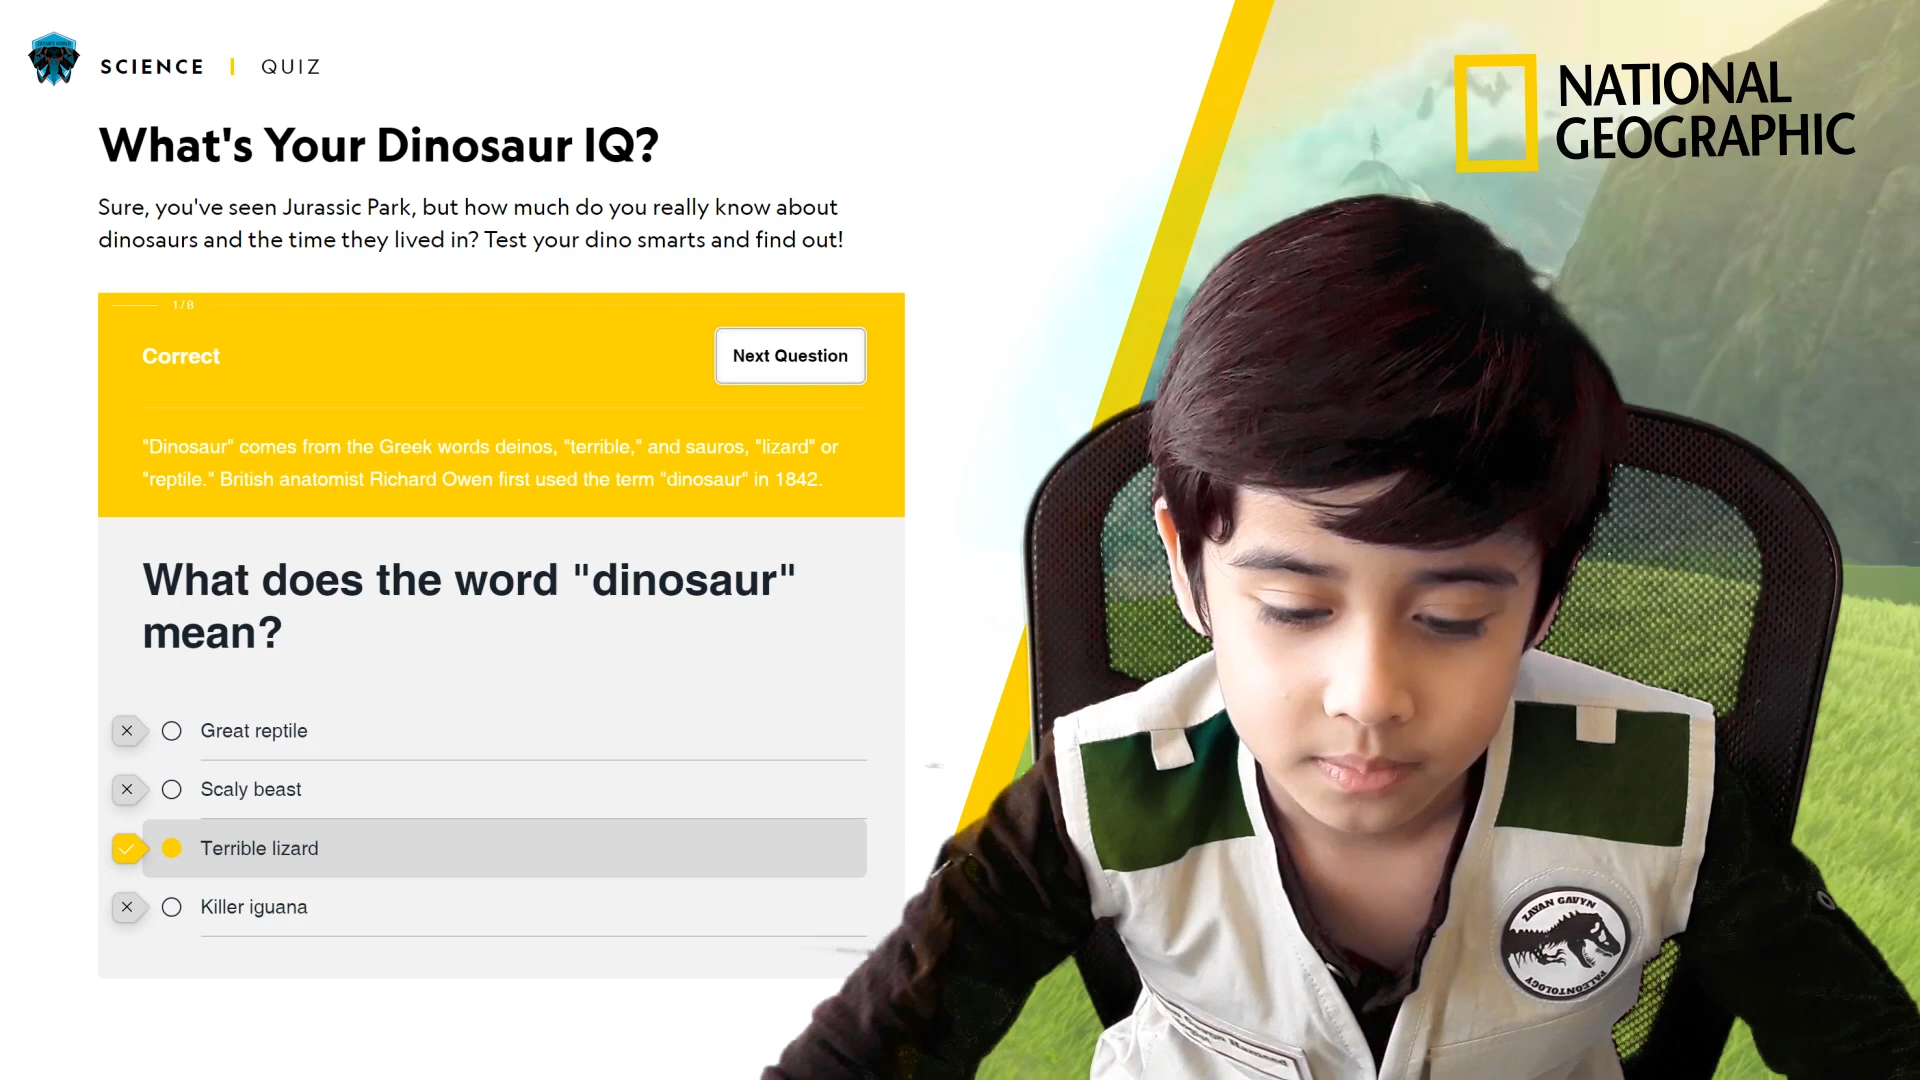 SCIENCE | QUIZ
What's Your Dinosaur IQ?
Sure, you've seen Jurassic Park, but how much do you really know about
dinosaurs and the time they lived in? Test your dino smarts and find out!
1/8
Correct
Next Question
"Dinosaur" comes from the Greek words deinos, "terrible," and sauros, "lizard" or
"reptile." British anatomist Richard Owen first used the term "dinosaur" in 1842.
What does the word "dinosaur"
mean?
Great reptile
Scaly beast
Terrible lizard
Killer iguana
NATIONAL
GEOGRAPHIC
ZAYAN GAVYN
PALEONTOLOGY